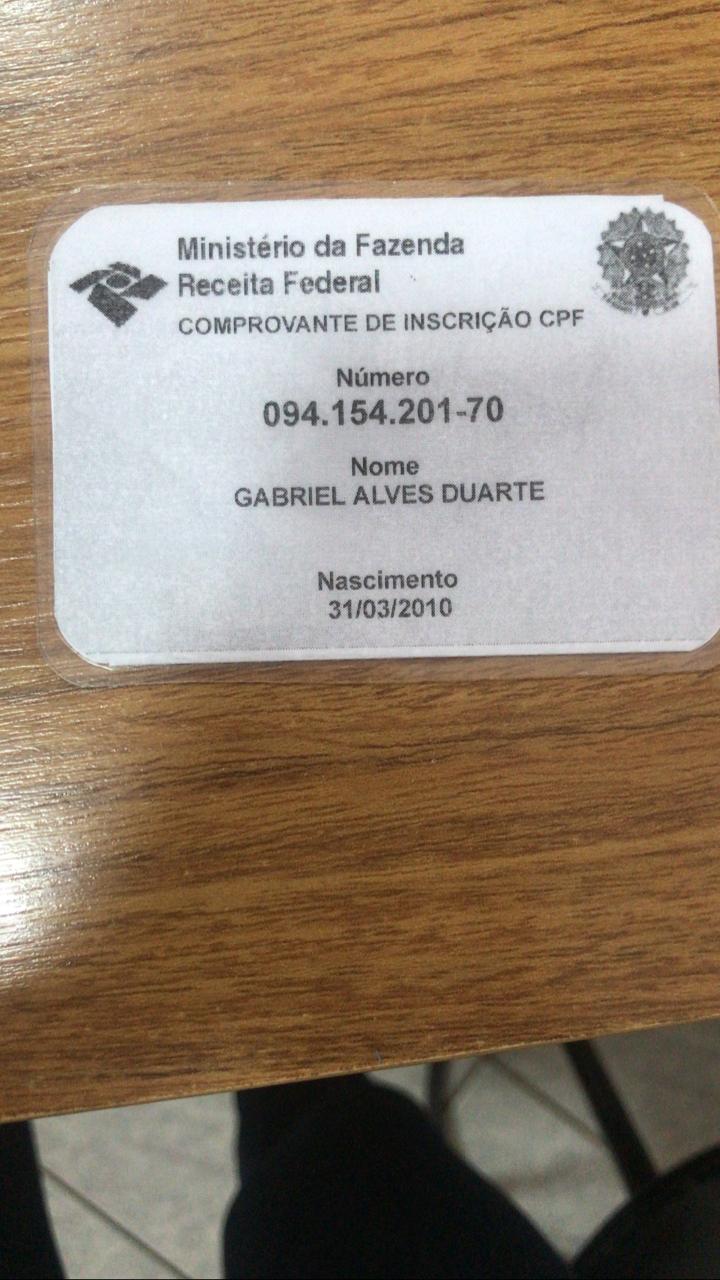 Ministério da Fazenda
Receita Federal
COMPROVANTE DE INSCRIÇÃO CPF
Número
094.154.201-70
Nome
GABRIEL ALVES DUARTE
Nascimento
31/03/2010